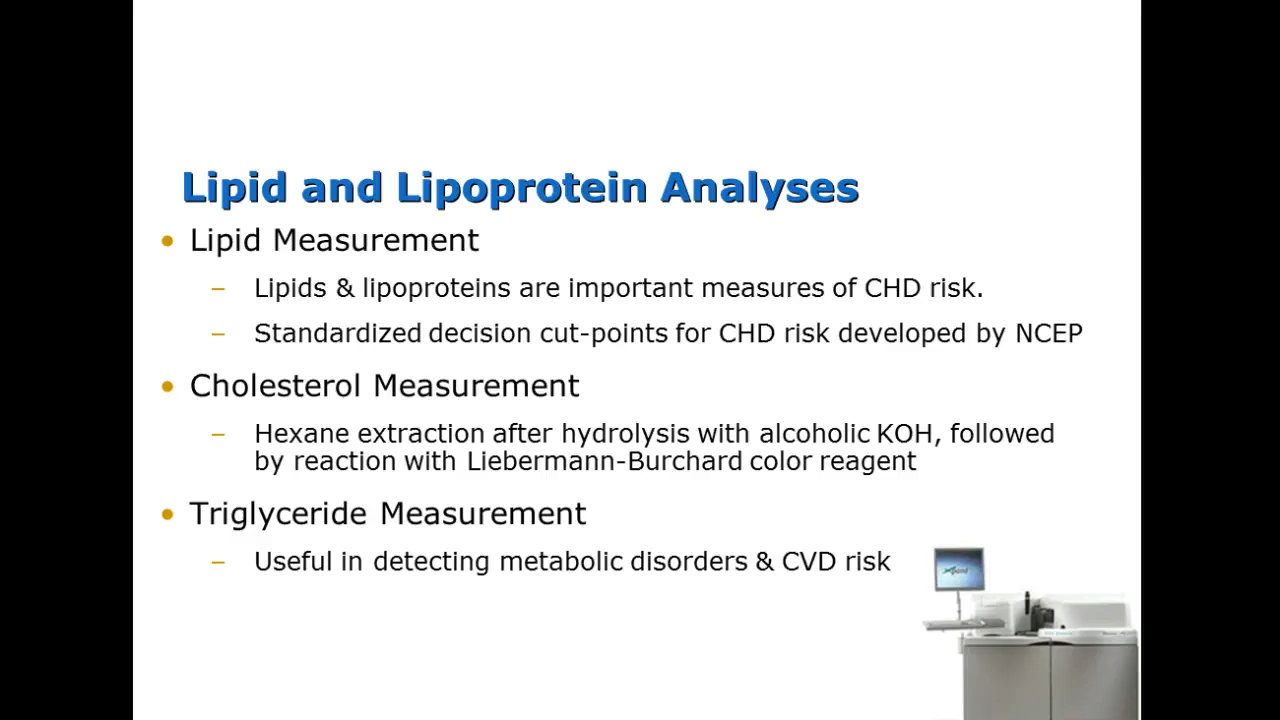 Lipid and Lipoprotein Analyses
• Lipid Measurement
– Lipids & lipoproteins are important measures of CHD risk.
– Standardized decision cut-points for CHD risk developed by NCEP
• Cholesterol Measurement
– Hexane extraction after hydrolysis with alcoholic KOH, followed
by reaction with Liebermann-Burchard color reagent
• Triglyceride Measurement
– Useful in detecting metabolic disorders & CVD risk